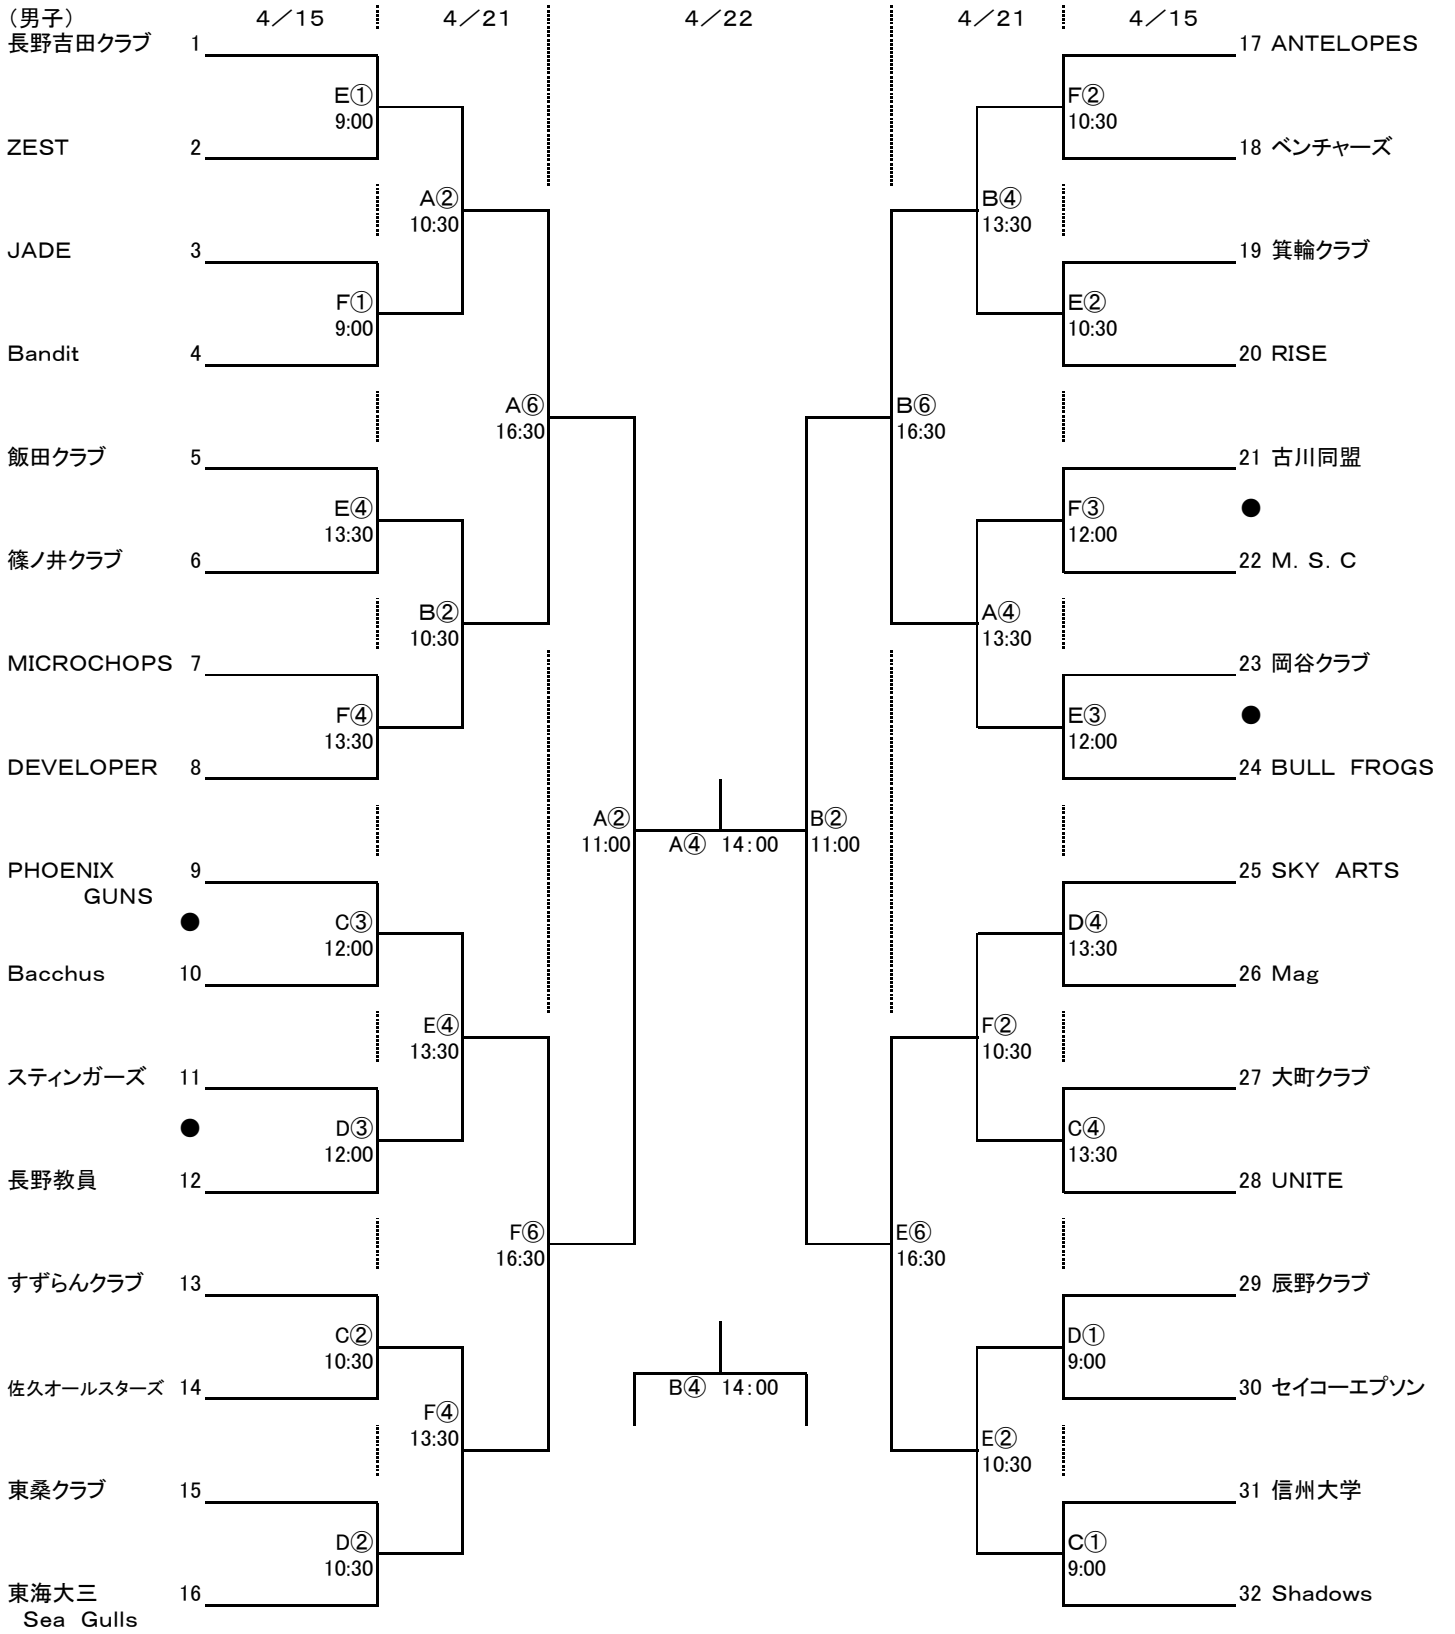 (男子)
4／15 4／21 4／22 4／21 4／15
長野吉田クラブ 1
17 ANTELOPES
E①
9:00
F②
10:30
ZEST 2
18 ベンチャーズ
A②
10:30
B④
13:30
JADE 3
19 箕輪クラブ
F①
9:00
E②
10:30
Bandit 4
20 RISE
A⑥
16:30
B⑥
16:30
飯田クラブ 5
21 古川同盟
E④
13:30
F③
12:00
●
篠ノ井クラブ 6
22 M．S．C
B②
10:30
A④
13:30
MICROCHOPS 7
23 岡谷クラブ
F④
13:30
E③
12:00
●
DEVELOPER 8
24 BULL FROGS
A②
11:00
A④ 14:00
B②
11:00
PHOENIX 9
GUNS
25 SKY ARTS
●
C③
12:00
D④
13:30
Bacchus 10
26 Mag
E④
13:30
F②
10:30
スティンガーズ 11
27 大町クラブ
●
D③
12:00
C④
13:30
長野教員 12
28 UNITE
F⑥
16:30
E⑥
16:30
すずらんクラブ 13
29 辰野クラブ
C②
10:30
D①
9:00
佐久オールスターズ 14
B④ 14:00
30 セイコーエプソン
F④
13:30
E②
10:30
東桑クラブ 15
31 信州大学
D②
10:30
C①
9:00
東海大三 16
Sea Gulls
32 Shadows